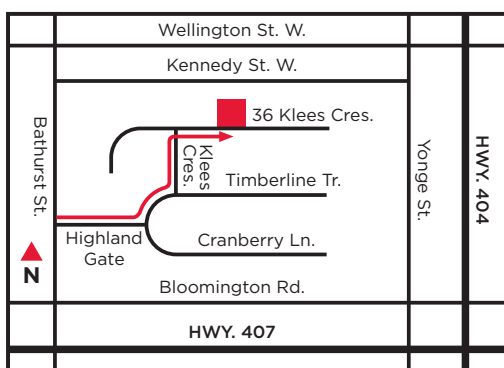 Wellington St. W.
Kennedy St. W.
36 Klees Cres.
Bathurst St.
Klees
Cres.
Yonge St.
HWY. 404
Timberline Tr.
Highland
Gate
Cranberry Ln.
N
Bloomington Rd.
HWY. 407